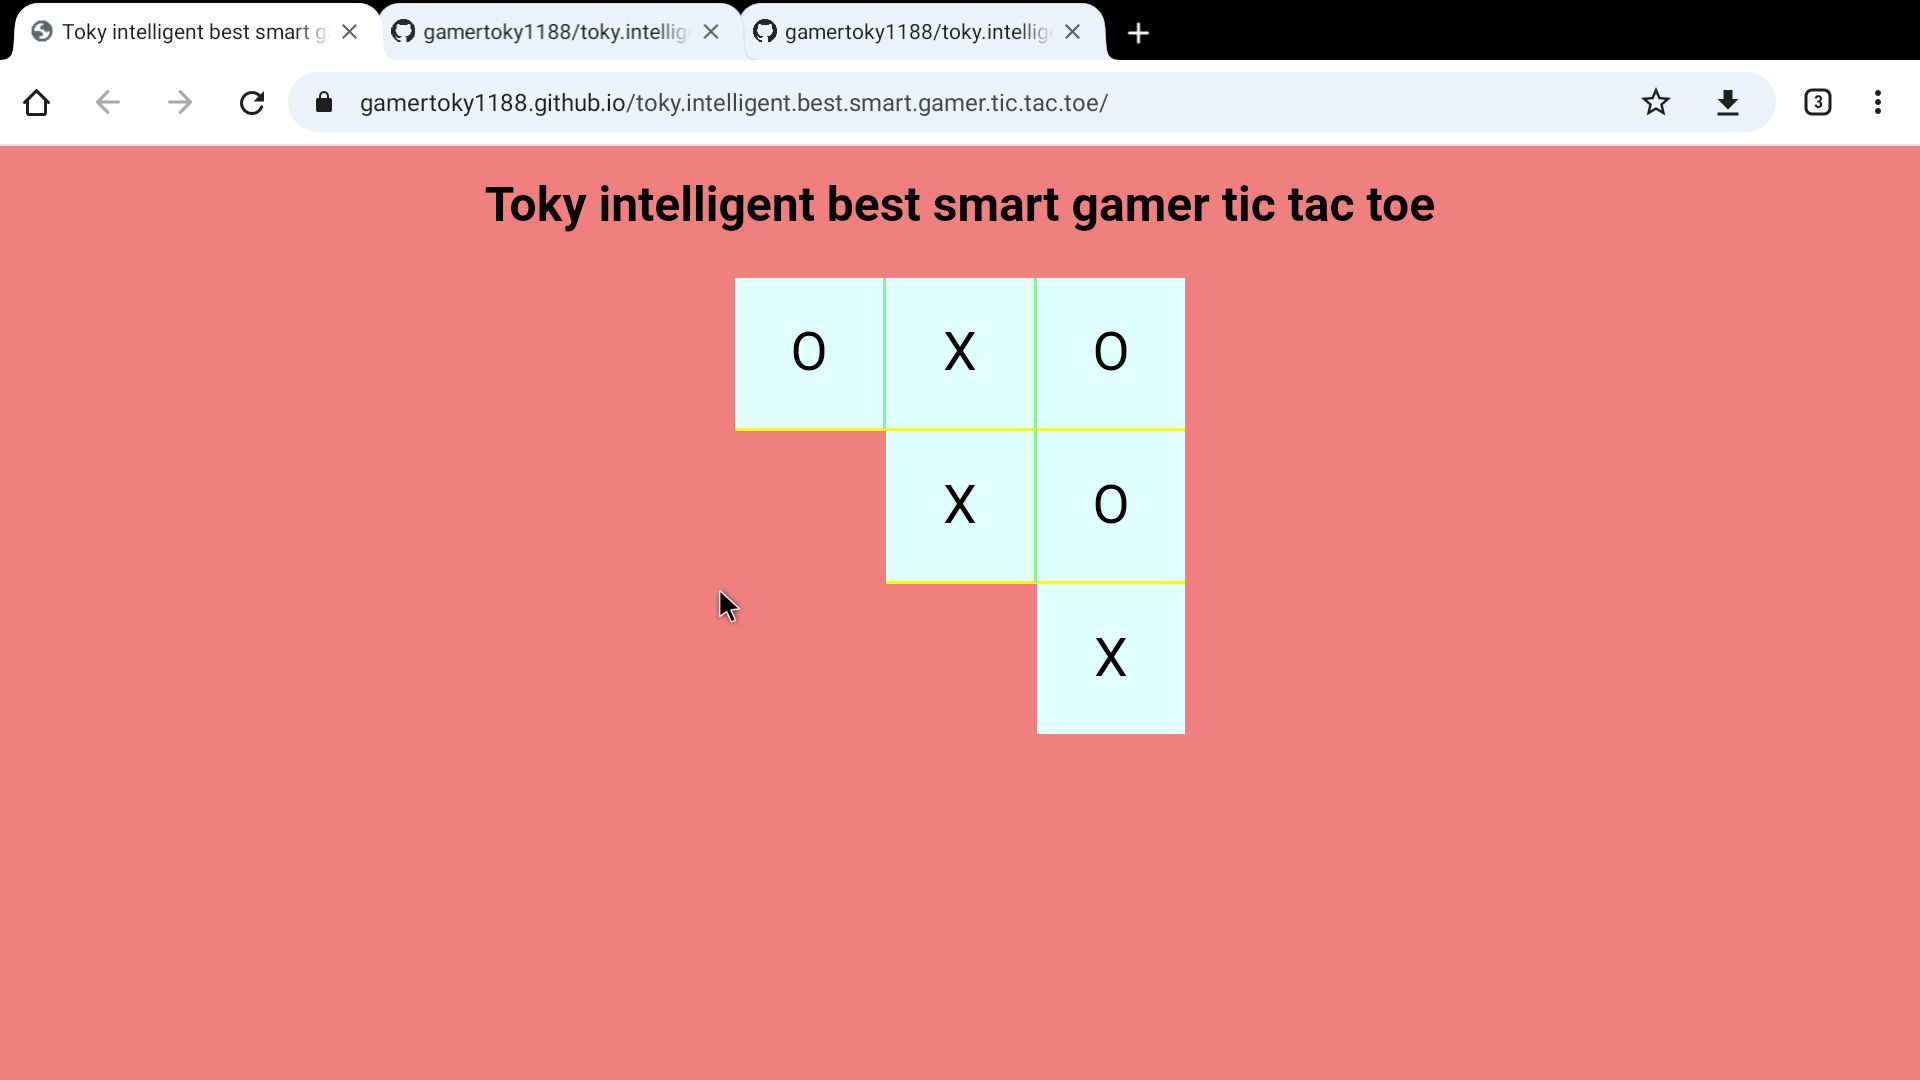 Toky intelligent best smart g
gamertoky1188/toky.intellig
gamertoky1188/toky.intellig
gamertoky1188.github.io/toky.intelligent.best.smart.gamer.tic.tac.toe/
3
Toky intelligent best smart gamer tic tac toe
O X O
X O
X